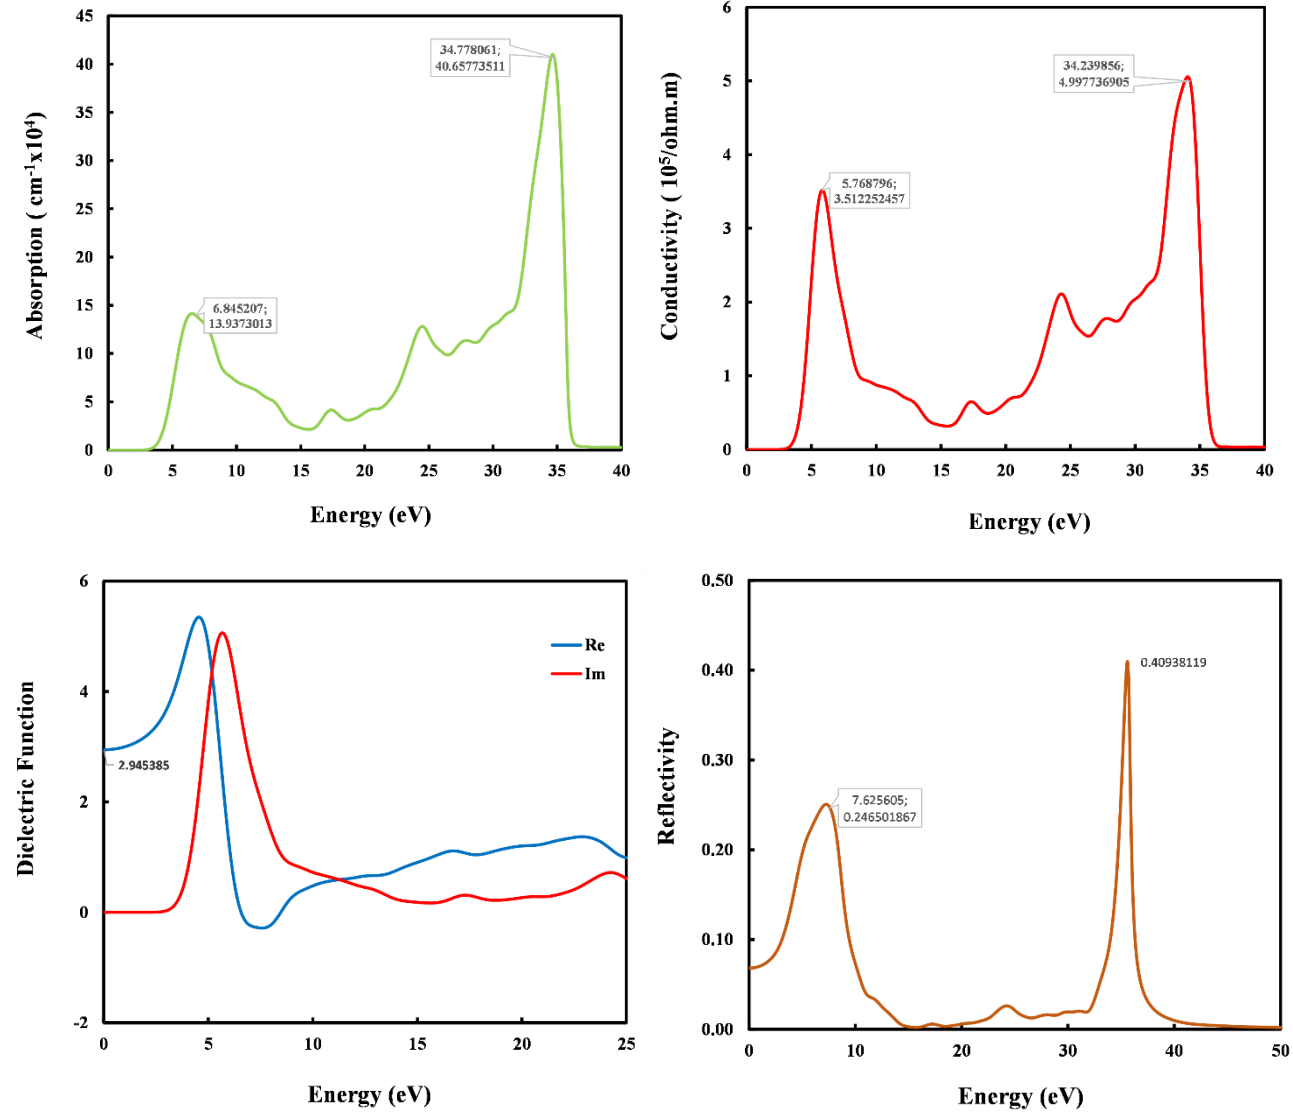 45
40
35
30
25
20
15
10
5
0
0 5 10 15 20 25 30 35 40
Absorption ( cm⁻¹x10⁴)
Energy (eV)
34.778061;
40.65773511
6.845207;
13.9373013
6
5
4
3
2
1
0
0 5 10 15 20 25 30 35 40
Conductivity ( 10⁵/ohm.m)
Energy (eV)
34.239856;
4.997736905
5.768796;
3.512252457
6
4
2
0
-2
0 5 10 15 20 25
Dielectric Function
Energy (eV)
Re
Im
2.945385
0.50
0.40
0.30
0.20
0.10
0.00
0 10 20 30 40 50
Reflectivity
Energy (eV)
0.40938119
7.625605;
0.246501867